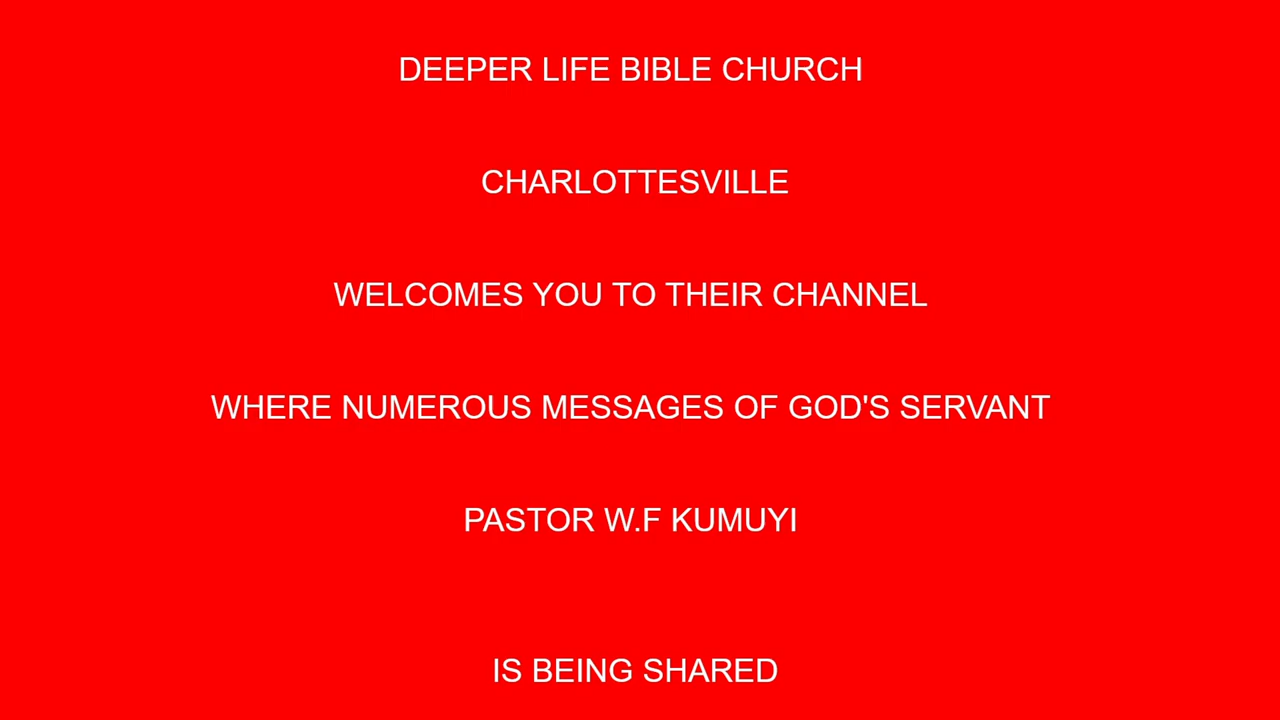 DEEPER LIFE BIBLE CHURCH
CHARLOTTESVILLE
WELCOMES YOU TO THEIR CHANNEL
WHERE NUMEROUS MESSAGES OF GOD'S SERVANT
PASTOR W.F KUMUYI
IS BEING SHARED